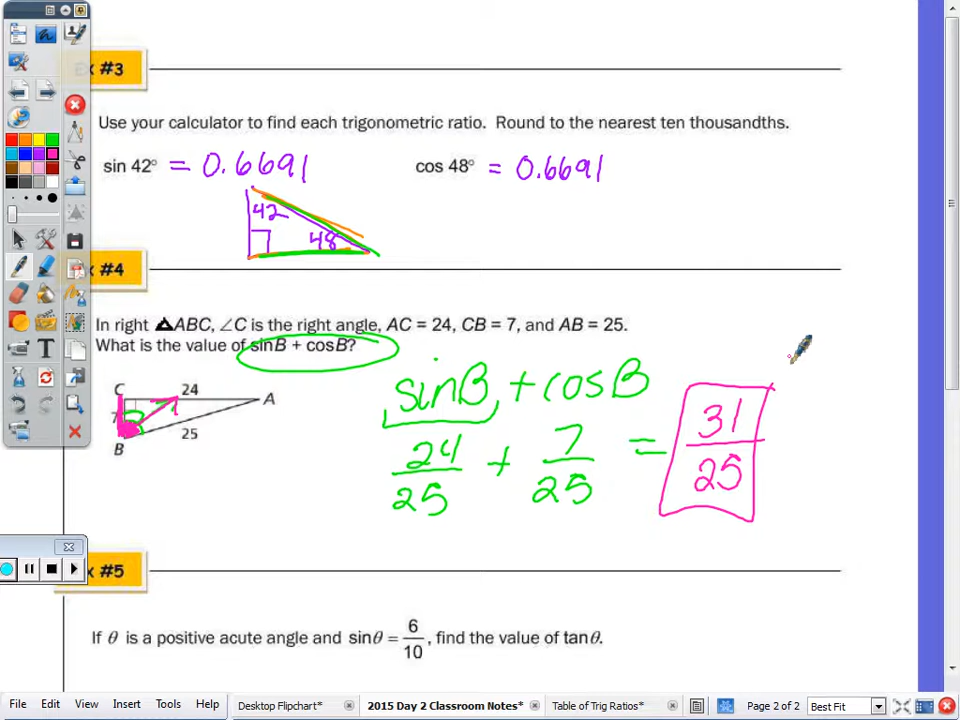 Ex #3
Use your calculator to find each trigonometric ratio. Round to the nearest ten thousandths.
sin 42° = 0.6691
cos 48° = 0.6691
42
48
#4
In right △ABC, ∠C is the right angle, AC = 24, CB = 7, and AB = 25.
What is the value of sinB + cosB?
C 24 A
7
25
B
sinB + cosB
24/25 + 7/25 = 31/25
x #5
If θ is a positive acute angle and sinθ = 6/10, find the value of tanθ.
T
File Edit View Insert Tools Help Desktop Flipchart* 2015 Day 2 Classroom Notes* Table of Trig Ratios* Page 2 of 2 Best Fit